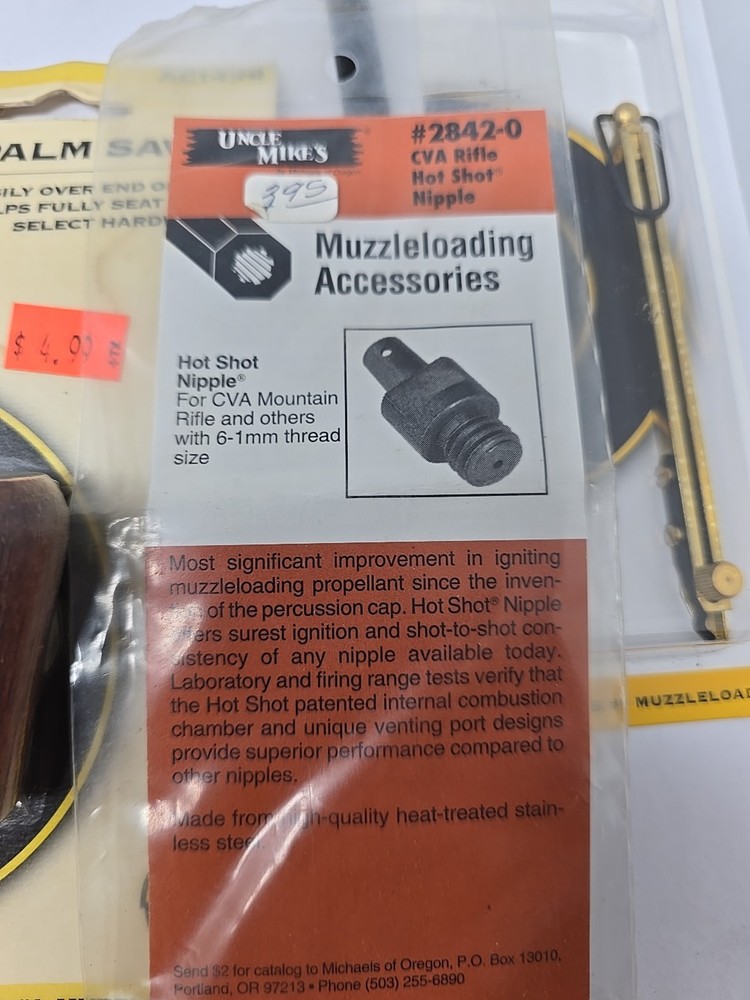 PALM SA
ILY OVER END O
LPS FULLY SEAT
SELECT HARD
$ 4.99
UNCLE
MIKE'S
by Michaels of Oregon
395
#2842-0
CVA Rifle
Hot Shot®
Nipple
Muzzleloading
Accessories
Hot Shot
Nipple®
For CVA Mountain
Rifle and others
with 6-1mm thread
size
Most significant improvement in igniting
muzzleloading propellant since the inven-
of the percussion cap. Hot Shot® Nipple
offers surest ignition and shot-to-shot con-
sistency of any nipple available today.
Laboratory and firing range tests verify that
the Hot Shot patented internal combustion
chamber and unique venting port designs
provide superior performance compared to
other nipples.
Made from high-quality heat-treated stain-
less steel.
Send $2 for catalog to Michaels of Oregon, P.O. Box 13010,
Portland, OR 97213 • Phone (503) 255-6890
MUZZLELOAD